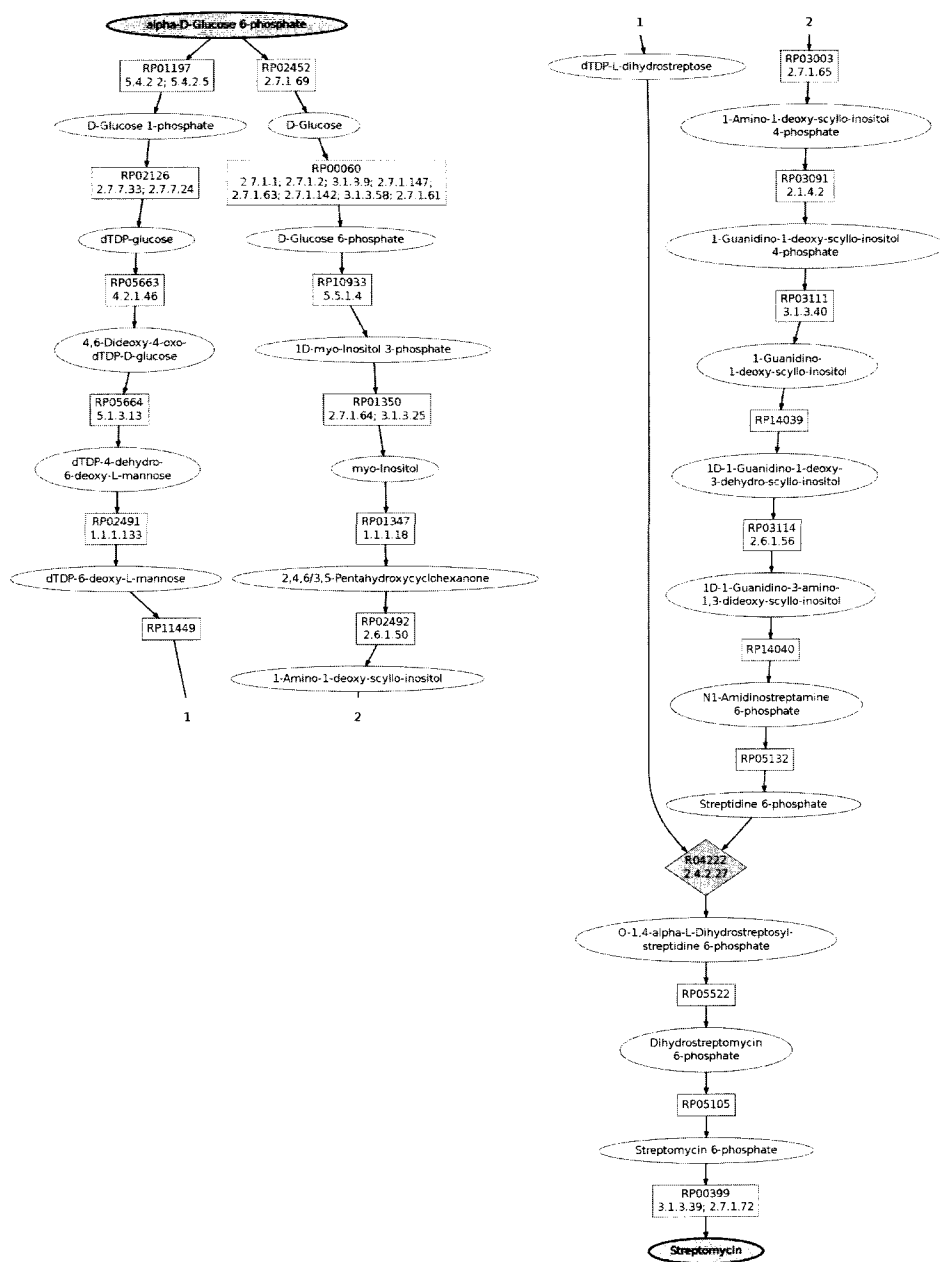 alpha-D-Glucose 6-phosphate
RP01197
5.4.2.2; 5.4.2.5
D-Glucose 1-phosphate
RP02126
2.7.7.33; 2.7.7.24
dTDP-glucose
RP05663
4.2.1.46
4,6-Dideoxy-4-oxo-
dTDP-D-glucose
RP05664
5.1.3.13
dTDP-4-dehydro-
6-deoxy-L-mannose
RP02491
1.1.1.133
dTDP-6-deoxy-L-mannose
RP11449
1
RP02452
2.7.1.69
D-Glucose
RP00060
2.7.1.1; 2.7.1.2; 3.1.3.9; 2.7.1.147;
2.7.1.63; 2.7.1.142; 3.1.3.58; 2.7.1.61
D-Glucose 6-phosphate
RP10933
5.5.1.4
1D-myo-Inositol 3-phosphate
RP01350
2.7.1.64; 3.1.3.25
myo-Inositol
RP01347
1.1.1.18
2,4,6/3,5-Pentahydroxycyclohexanone
RP02492
2.6.1.50
1-Amino-1-deoxy-scyllo-inositol
2
1
dTDP-L-dihydrostreptose
2
RP03003
2.7.1.65
1-Amino-1-deoxy-scyllo-inositol
4-phosphate
RP03091
2.1.4.2
1-Guanidino-1-deoxy-scyllo-inositol
4-phosphate
RP03111
3.1.3.40
1-Guanidino-
1-deoxy-scyllo-inositol
RP14039
1D-1-Guanidino-1-deoxy-
3-dehydro-scyllo-inositol
RP03114
2.6.1.56
1D-1-Guanidino-3-amino-
1,3-dideoxy-scyllo-inositol
RP14040
N1-Amidinostreptamine
6-phosphate
RP05132
Streptidine 6-phosphate
R04222
2.4.2.27
O-1,4-alpha-L-Dihydrostreptosyl-
streptidine 6-phosphate
RP05522
Dihydrostreptomycin
6-phosphate
RP05105
Streptomycin 6-phosphate
RP00399
3.1.3.39; 2.7.1.72
Streptomycin